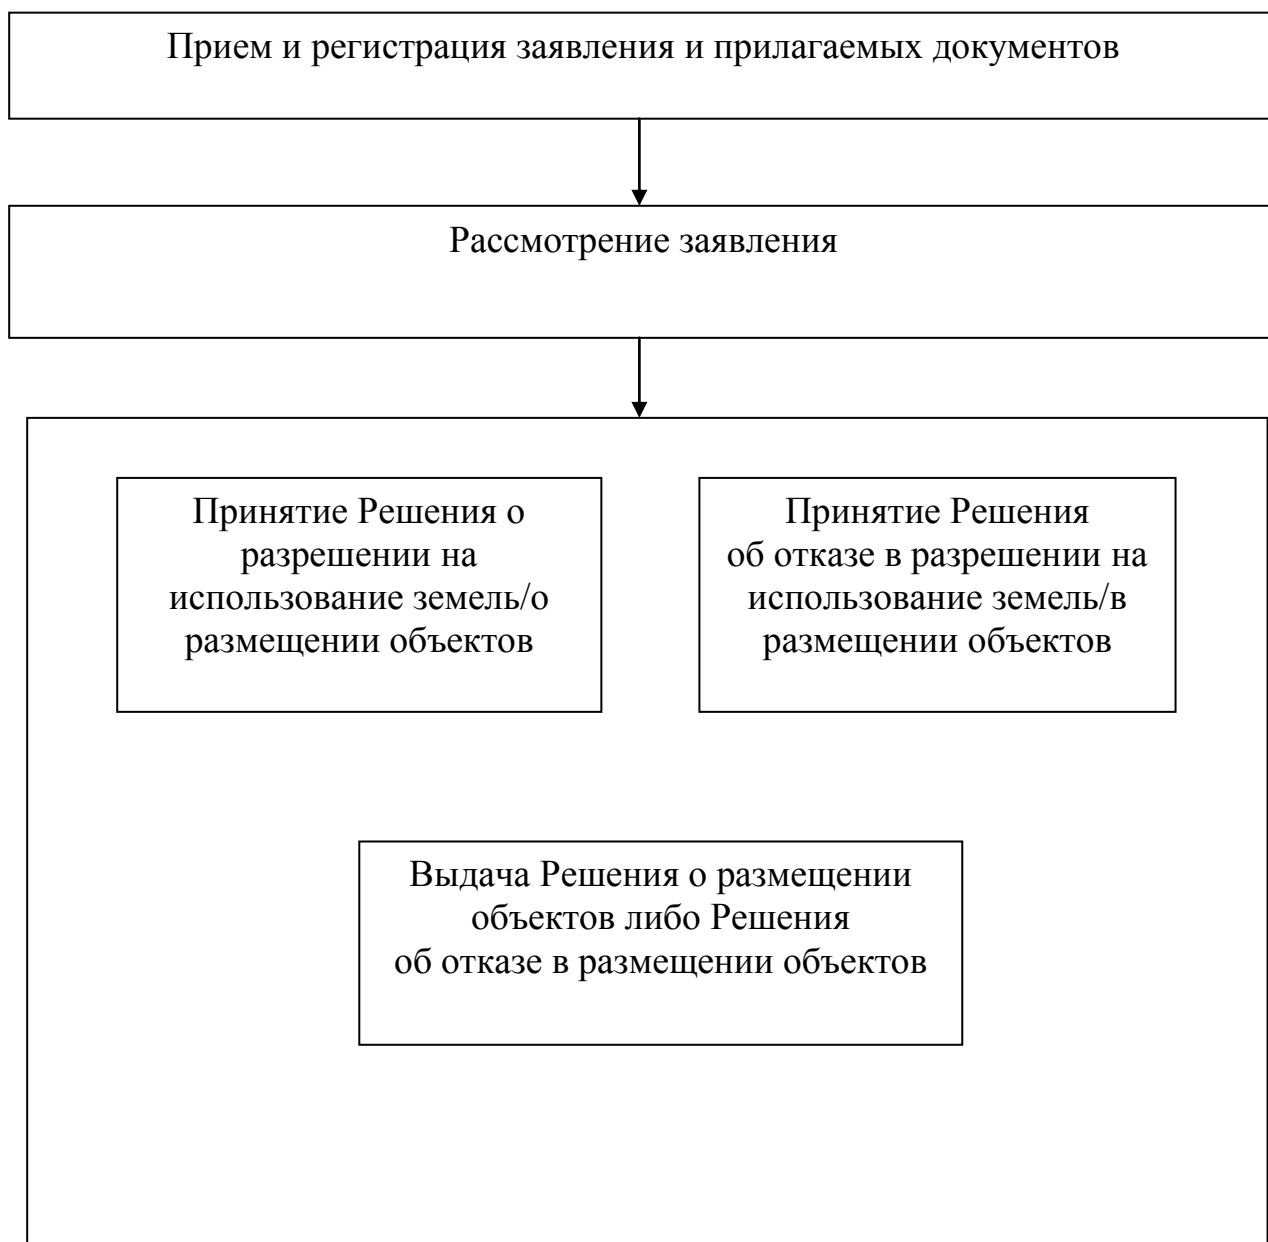 Прием и регистрация заявления и прилагаемых документов
Рассмотрение заявления
Принятие Решения о
разрешении на
использование земель/о
размещении объектов
Принятие Решения
об отказе в разрешении на
использование земель/в
размещении объектов
Выдача Решения о размещении
объектов либо Решения
об отказе в размещении объектов